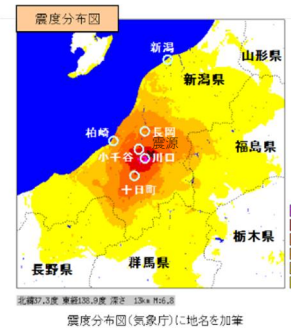 震度分布図
新潟
山形県
新潟県
柏崎
長岡
震源
小千谷
川口
福島県
十日町
栃木県
群馬県
長野県
北緯37.3度 東経138.9度 深さ 13km M:6.8
震度分布図(気象庁)に地名を加筆